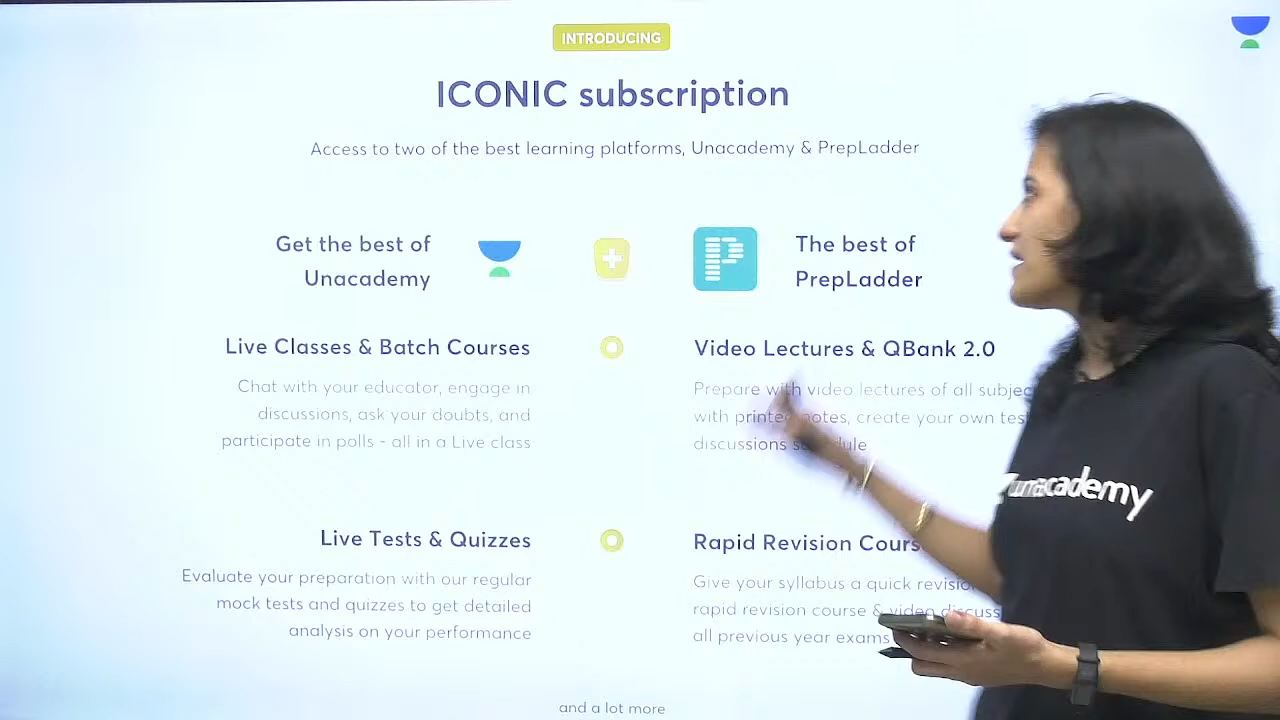 INTRODUCING
ICONIC subscription
Access to two of the best learning platforms, Unacademy & PrepLadder
Get the best of
Unacademy
The best of
PrepLadder
Live Classes & Batch Courses
Chat with your educator, engage in
discussions, ask your doubts, and
participate in polls - all in a Live class
Video Lectures & QBank 2.0
Prepare with video lectures of all
with printed notes, create your own
discussions
Live Tests & Quizzes
Evaluate your preparation with our regular
mock tests and quizzes to get detailed
analysis on your performance
Rapid Revision
Give your syllabus a quick
rapid revision course & video
all previous year exams
and a lot more
unacademy